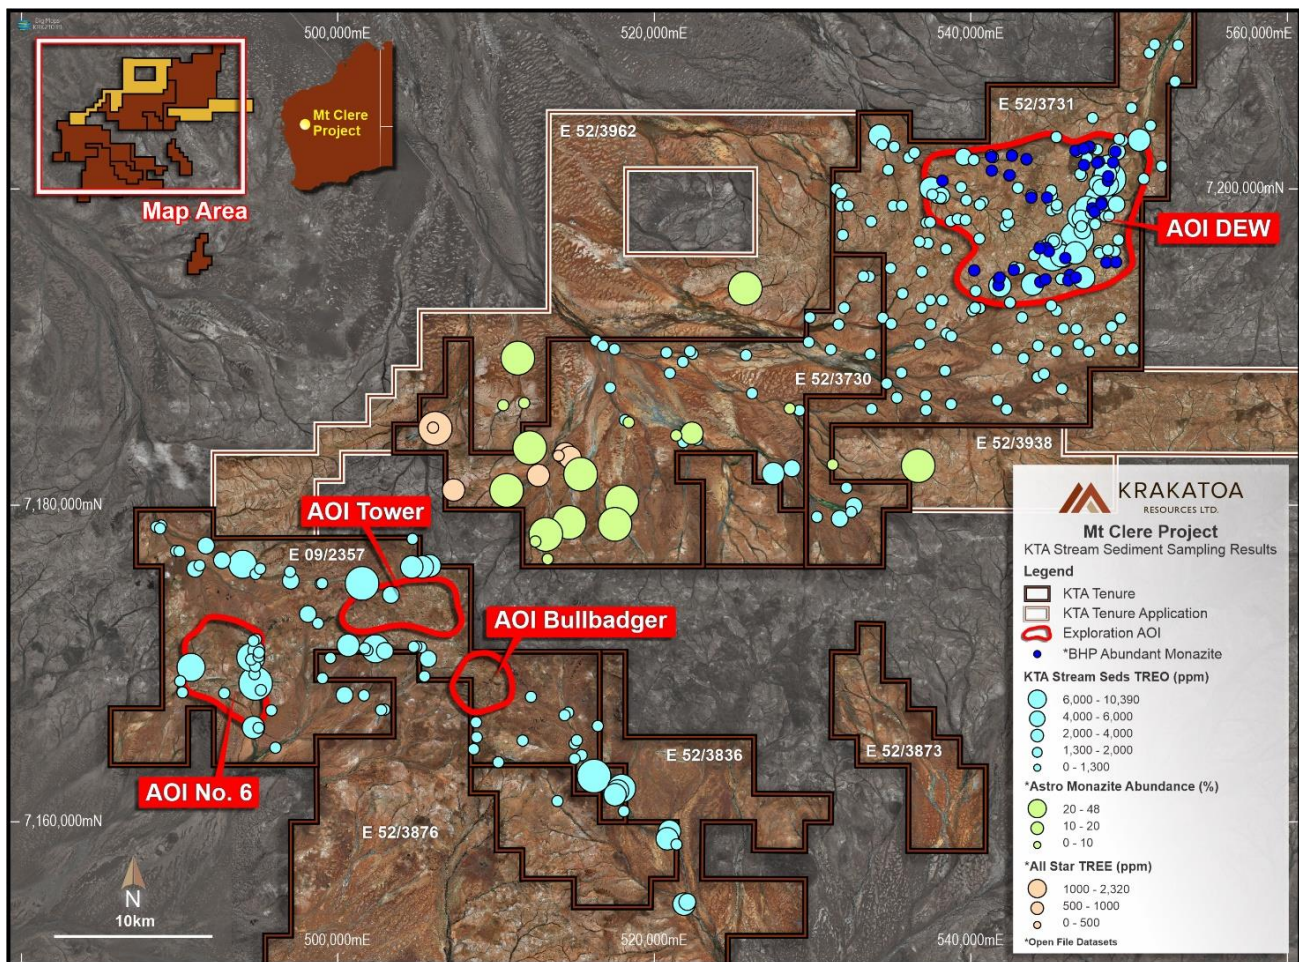 500,000mE
520,000mE
540,000mE
560,000mE
Mt Clere
Project
Map Area
E 52/3962
E 52/3731
7,200,000mN
AOI DEW
E 52/3730
E 52/3938
7,180,000mN
AOI Tower
E 09/2357
AOI Bullbadger
AOI No. 6
E 52/3836
E 52/3873
7,160,000mN
E 52/3876
N
10km
500,000mE
520,000mE
540,000mE
KRAKATOA
RESOURCES LTD.
Mt Clere Project
KTA Stream Sediment Sampling Results
Legend
KTA Tenure
KTA Tenure Application
Exploration AOI
*BHP Abundant Monazite
KTA Stream Seds TREO (ppm)
6,000 - 10,390
4,000 - 6,000
2,000 - 4,000
1,300 - 2,000
0 - 1,300
*Astro Monazite Abundance (%)
20 - 48
10 - 20
0 - 10
*All Star TREE (ppm)
1000 - 2,320
500 - 1000
0 - 500
*Open File Datasets